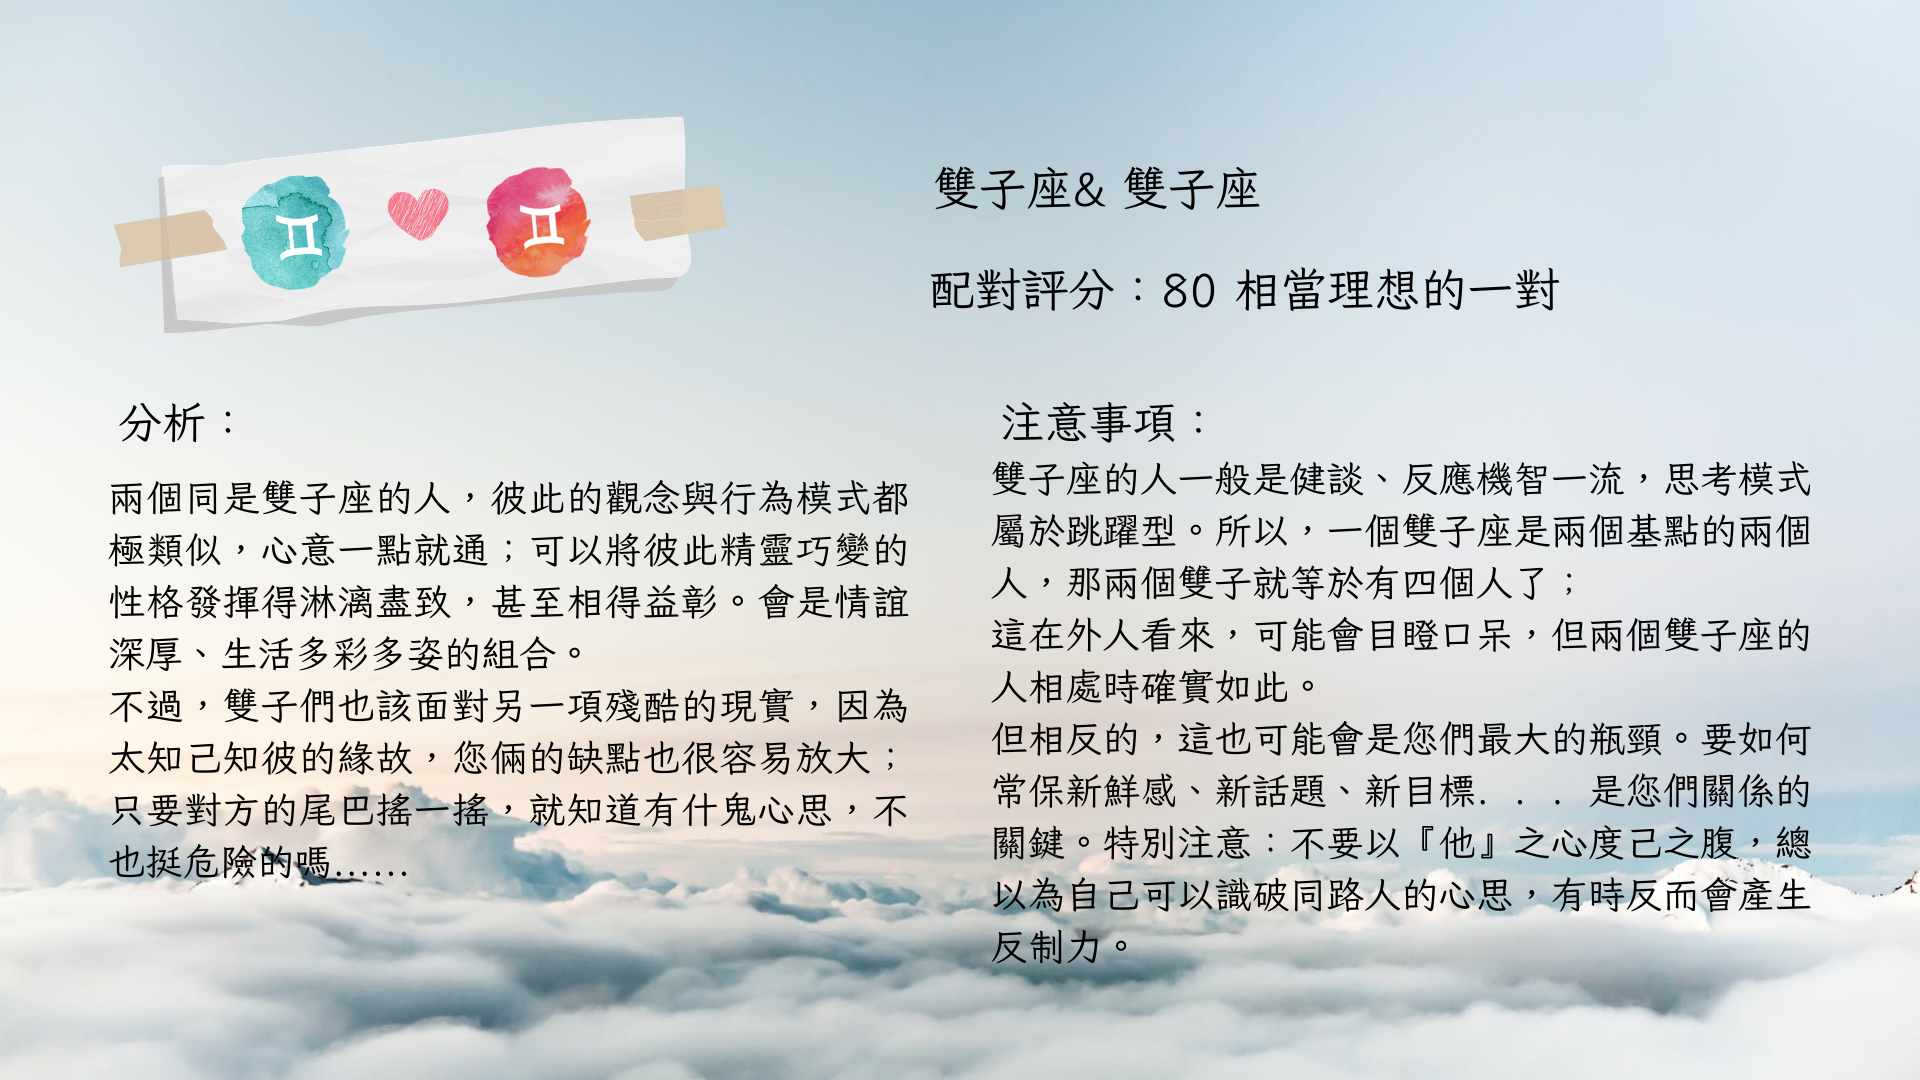 雙子座& 雙子座
配對評分：80 相當理想的一對
分析：
兩個同是雙子座的人，彼此的觀念與行為模式都
極類似，心意一點就通；可以將彼此精靈巧變的
性格發揮得淋漓盡致，甚至相得益彰。會是情誼
深厚、生活多彩多姿的組合。
不過，雙子們也該面對另一項殘酷的現實，因為
太知己知彼的緣故，您倆的缺點也很容易放大；
只要對方的尾巴搖一搖，就知道有什鬼心思，不
也挺危險的嗎......
注意事項：
雙子座的人一般是健談、反應機智一流，思考模式
屬於跳躍型。所以，一個雙子座是兩個基點的兩個
人，那兩個雙子就等於有四個人了；
這在外人看來，可能會目瞪口呆，但兩個雙子座的
人相處時確實如此。
但相反的，這也可能會是您們最大的瓶頸。要如何
常保新鮮感、新話題、新目標．．．是您們關係的
關鍵。特別注意：不要以『他』之心度己之腹，總
以為自己可以識破同路人的心思，有時反而會產生
反制力。